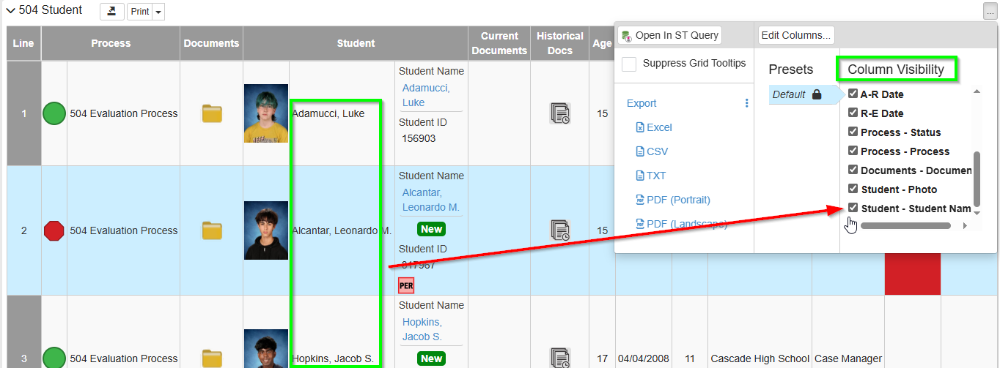 504 Student
Print
...
Line
Process
Documents
Student
Current
Documents
Historical
Docs
Age
1
504 Evaluation Process
Adamucci, Luke
Student Name
Adamucci,
Luke
Student ID
156903
15
2
504 Evaluation Process
Alcantar, Leonardo M.
Student Name
Alcantar,
Leonardo M.
New
Student ID
817967
PER
15
3
504 Evaluation Process
Hopkins, Jacob S.
Student Name
Hopkins,
Jacob S.
New
17
04/04/2008
11
Cascade High School
Case Manager
Open In ST Query
Suppress Grid Tooltips
Export
Excel
CSV
TXT
PDF (Portrait)
PDF (Landscape)
Edit Columns...
Presets
Default
Column Visibility
A-R Date
R-E Date
Process - Status
Process - Process
Documents - Documen
Student - Photo
Student - Student Nam